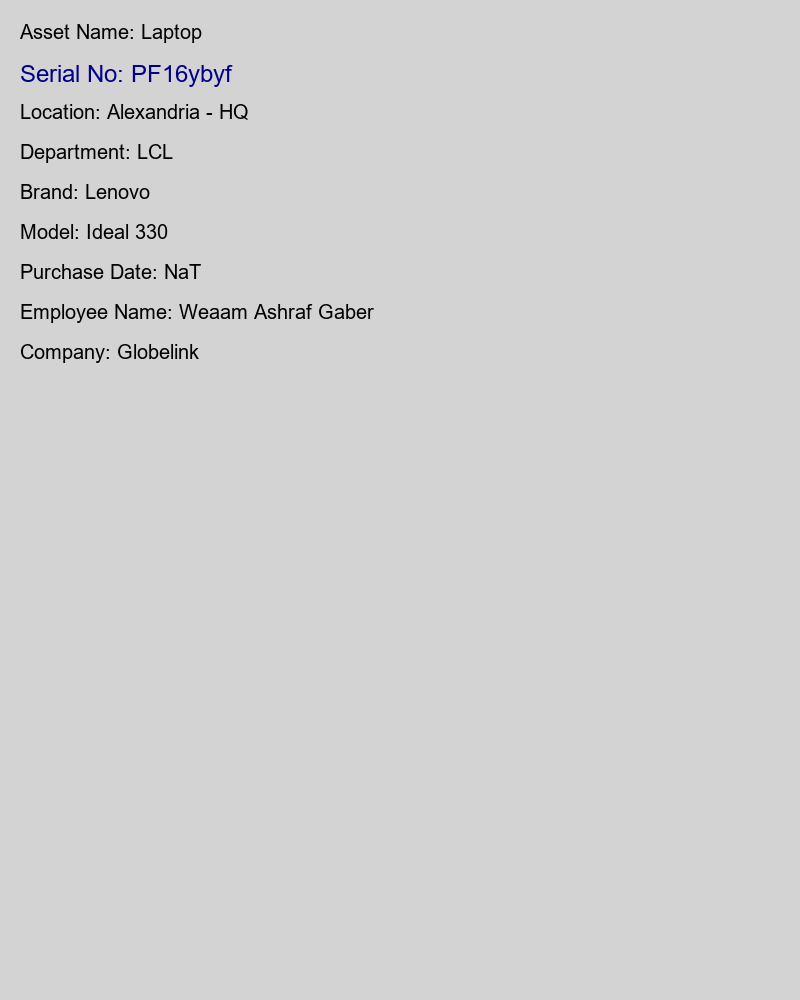 Asset Name: Laptop
Serial No: PF16ybyf
Location: Alexandria - HQ
Department: LCL
Brand: Lenovo
Model: Ideal 330
Purchase Date: NaT
Employee Name: Weaam Ashraf Gaber
Company: Globelink